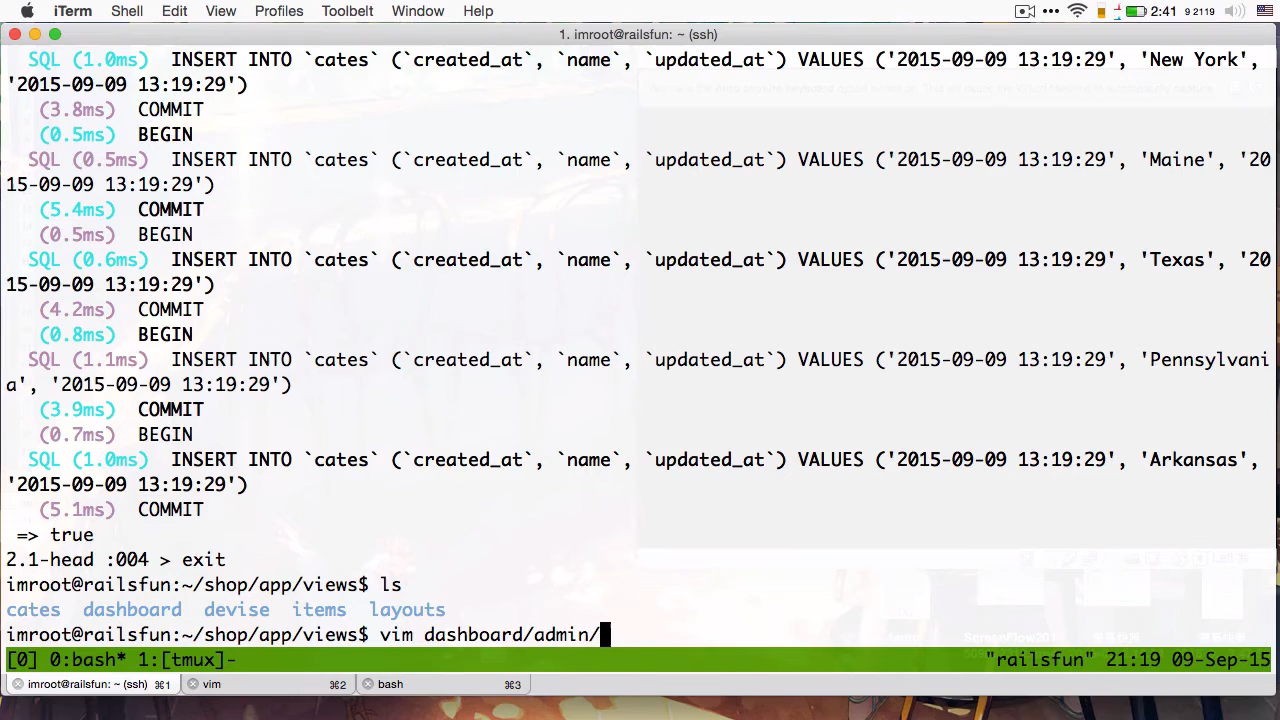 iTerm Shell Edit View Profiles Toolbelt Window Help 2:41 9 2119
1. imroot@railsfun: ~ (ssh)
SQL (1.0ms) INSERT INTO `cates` (`created_at`, `name`, `updated_at`) VALUES ('2015-09-09 13:19:29', 'New York',
'2015-09-09 13:19:29')
(3.8ms) COMMIT
(0.5ms) BEGIN
SQL (0.5ms) INSERT INTO `cates` (`created_at`, `name`, `updated_at`) VALUES ('2015-09-09 13:19:29', 'Maine', '20
15-09-09 13:19:29')
(5.4ms) COMMIT
(0.5ms) BEGIN
SQL (0.6ms) INSERT INTO `cates` (`created_at`, `name`, `updated_at`) VALUES ('2015-09-09 13:19:29', 'Texas', '20
15-09-09 13:19:29')
(4.2ms) COMMIT
(0.8ms) BEGIN
SQL (1.1ms) INSERT INTO `cates` (`created_at`, `name`, `updated_at`) VALUES ('2015-09-09 13:19:29', 'Pennsylvani
a', '2015-09-09 13:19:29')
(3.9ms) COMMIT
(0.7ms) BEGIN
SQL (1.0ms) INSERT INTO `cates` (`created_at`, `name`, `updated_at`) VALUES ('2015-09-09 13:19:29', 'Arkansas',
'2015-09-09 13:19:29')
(5.1ms) COMMIT
=> true
2.1-head :004 > exit
imroot@railsfun:~/shop/app/views$ ls
cates dashboard devise items layouts
imroot@railsfun:~/shop/app/views$ vim dashboard/admin/
[0] 0:bash* 1:[tmux]- "railsfun" 21:19 09-Sep-15
imroot@railsfun: ~ (ssh) ⌘1 vim ⌘2 bash ⌘3